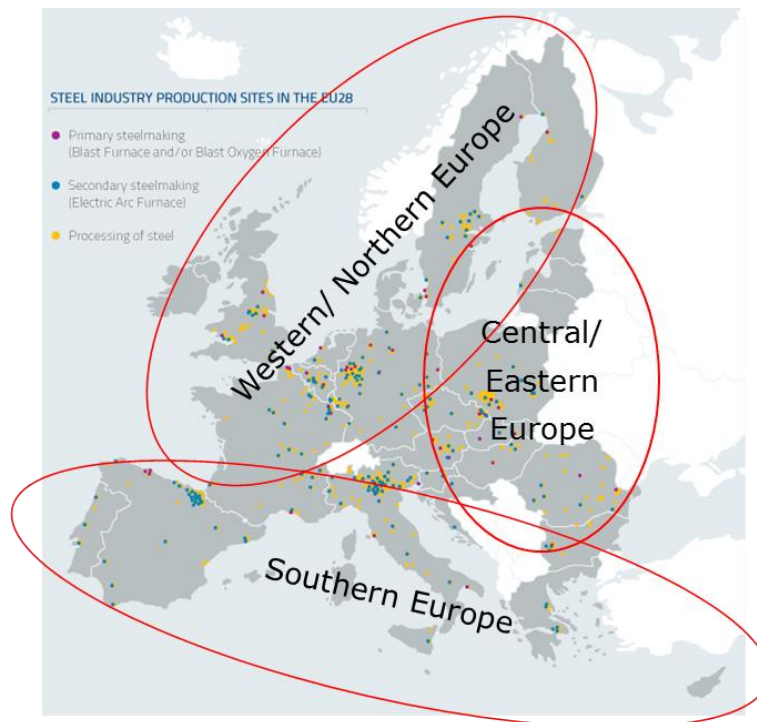 STEEL INDUSTRY PRODUCTION SITES IN THE EU28
Primary steelmaking
(Blast Furnace and/or Blast Oxygen Furnace)
Secondary steelmaking
(Electric Arc Furnace)
Processing of steel
Western/ Northern Europe
Central/
Eastern
Europe
Southern Europe